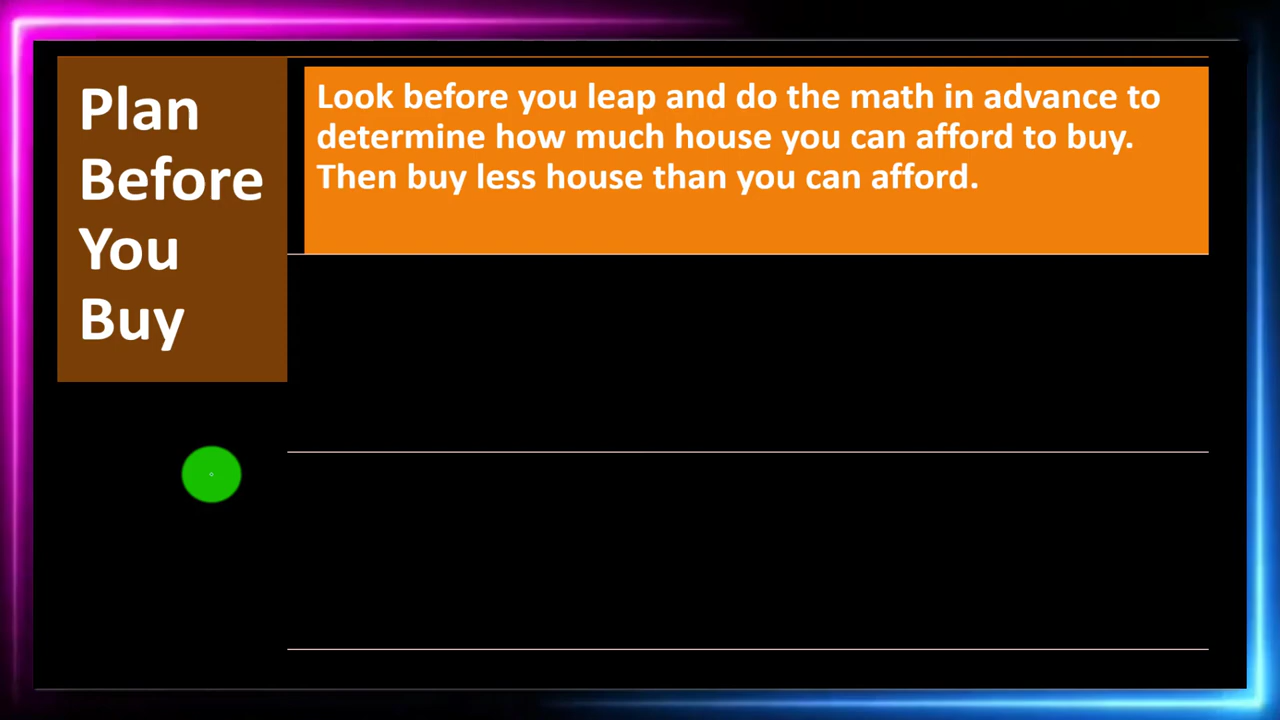 Plan
Before
You
Buy
Look before you leap and do the math in advance to
determine how much house you can afford to buy.
Then buy less house than you can afford.